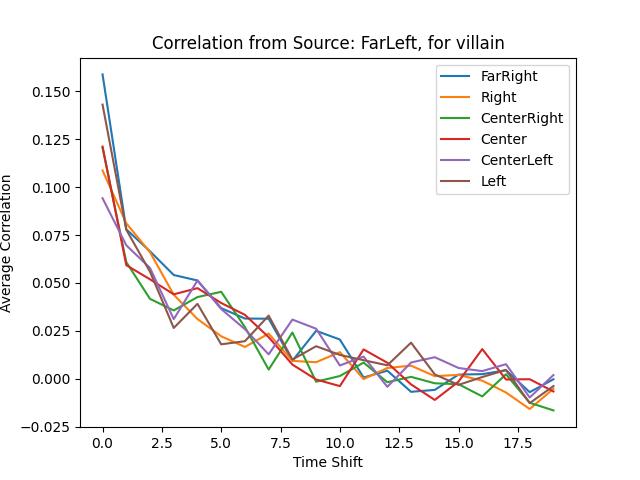 Correlation from Source: FarLeft, for villain
FarRight
Right
CenterRight
Center
CenterLeft
Left
0.150
0.125
0.100
0.075
0.050
0.025
0.000
−0.025
Average Correlation
0.0 2.5 5.0 7.5 10.0 12.5 15.0 17.5
Time Shift